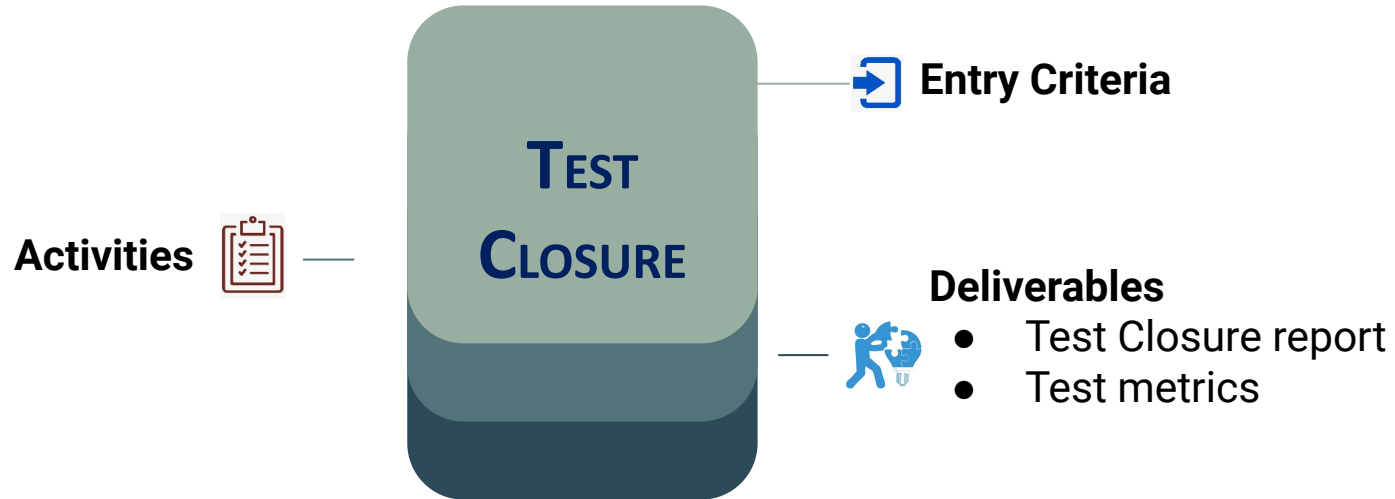 Entry Criteria
TEST
CLOSURE
Activities
Deliverables
● Test Closure report
● Test metrics